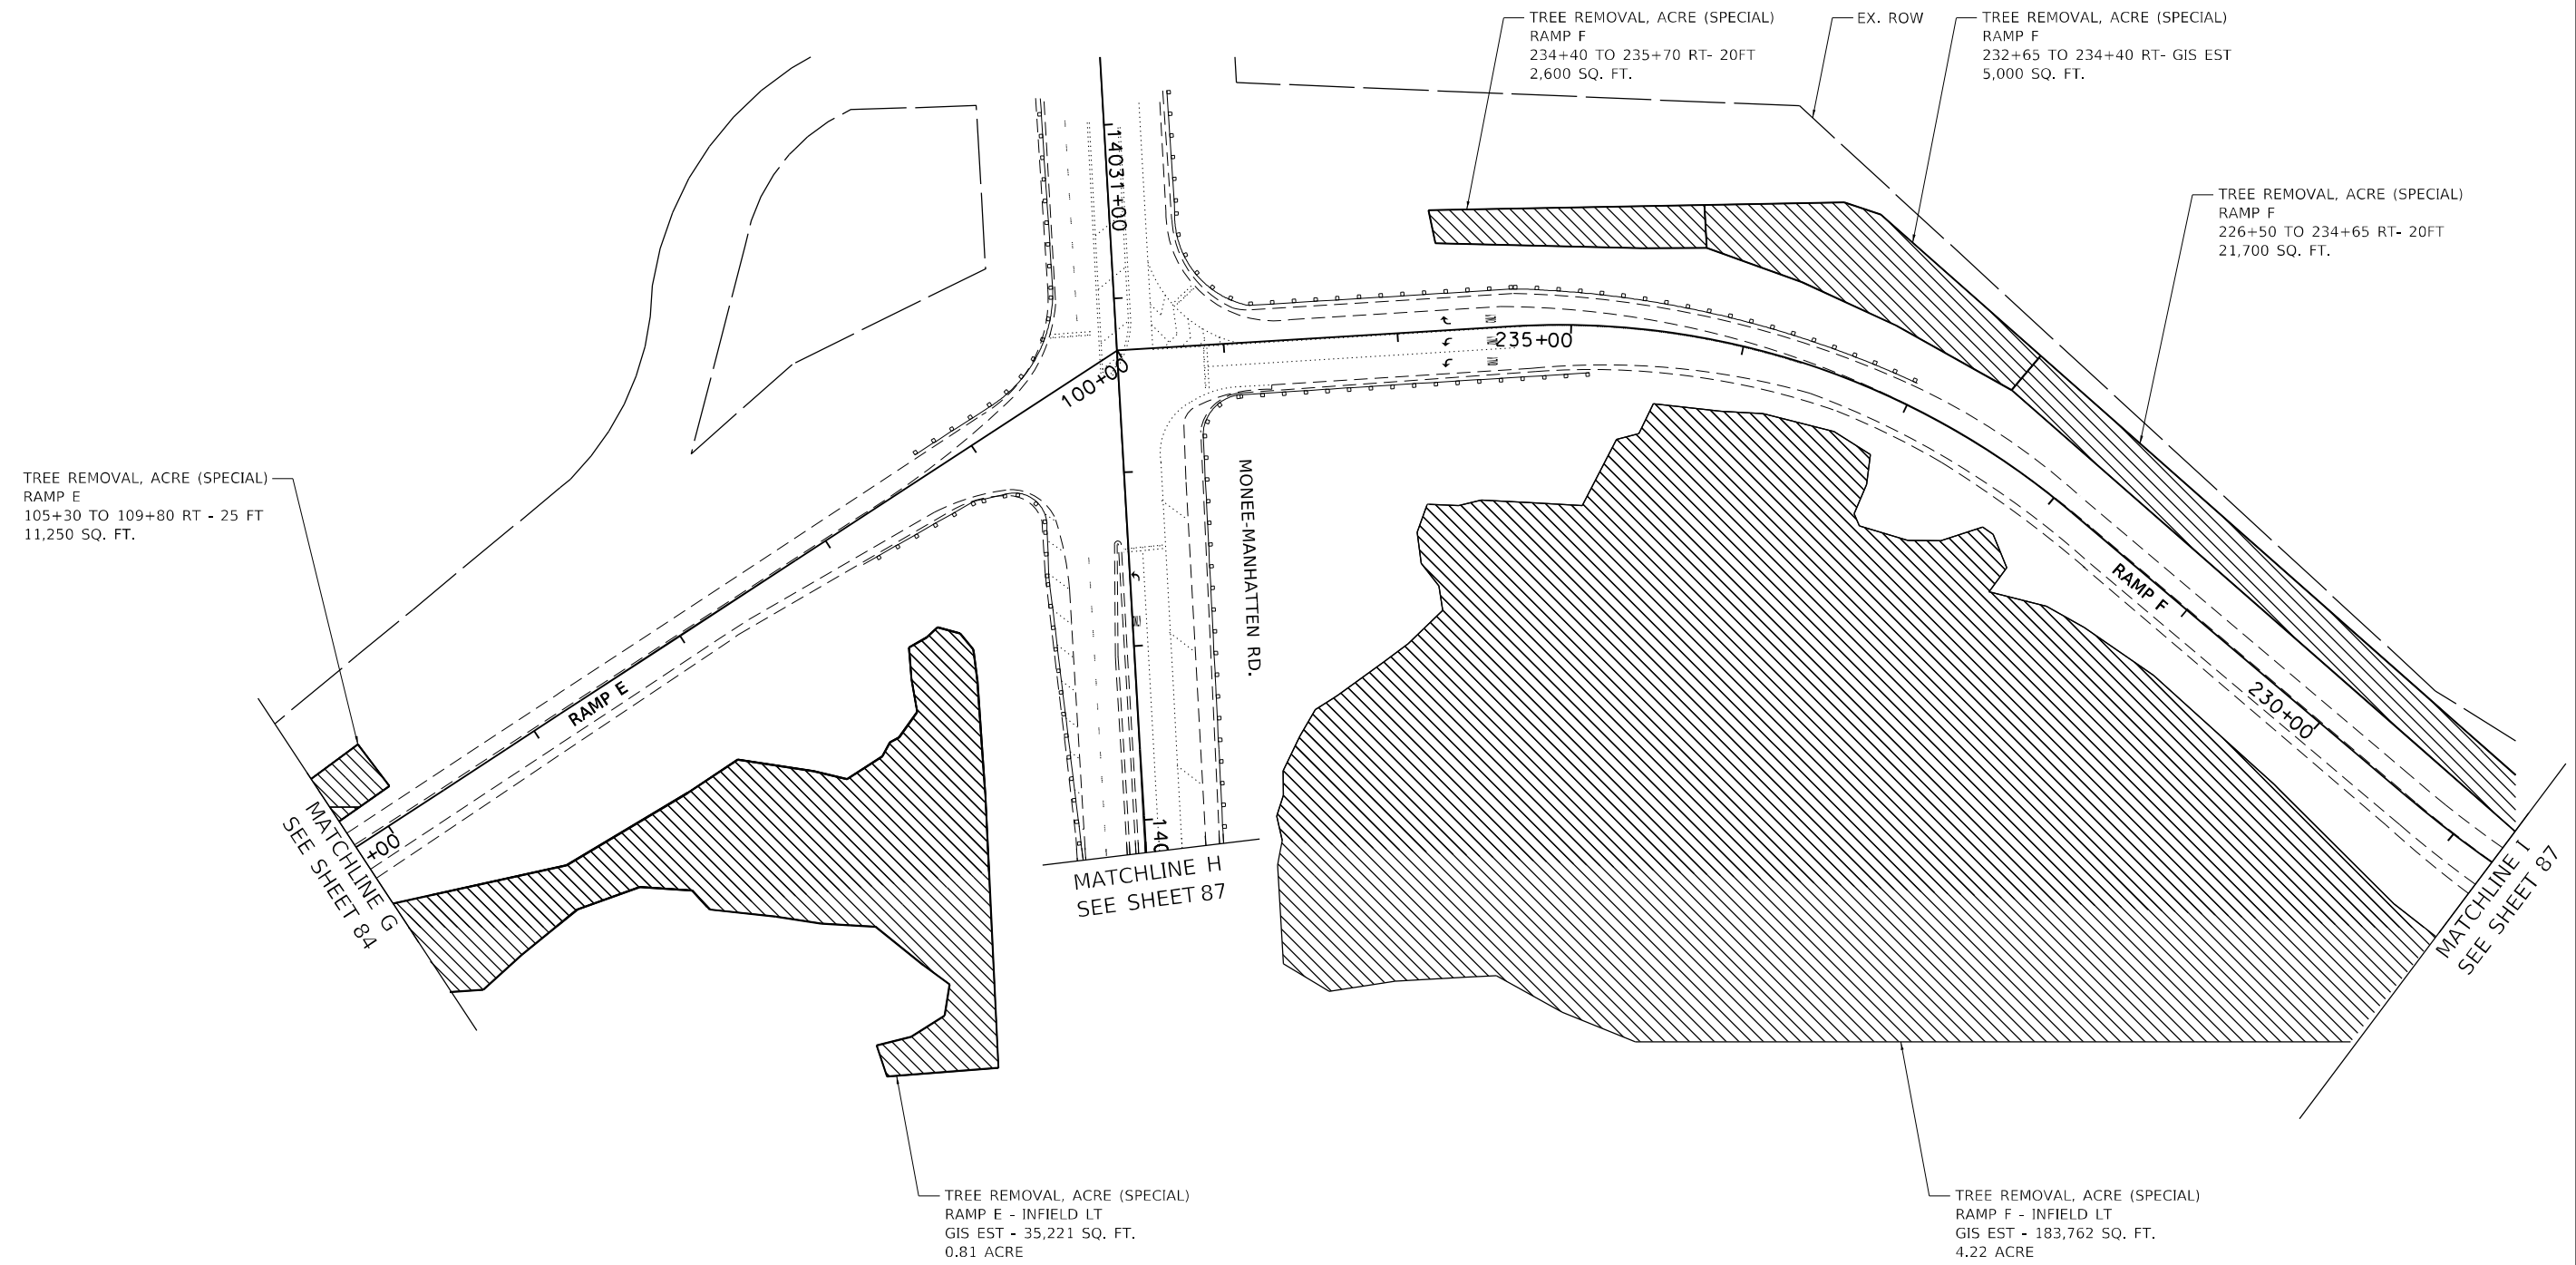 TREE REMOVAL, ACRE (SPECIAL)
RAMP F
234+40 TO 235+70 RT- 20FT
2,600 SQ. FT.
EX. ROW
TREE REMOVAL, ACRE (SPECIAL)
RAMP F
232+65 TO 234+40 RT- GIS EST
5,000 SQ. FT.
TREE REMOVAL, ACRE (SPECIAL)
RAMP F
226+50 TO 234+65 RT- 20FT
21,700 SQ. FT.
14031+00
235+00
100+00
TREE REMOVAL, ACRE (SPECIAL)
RAMP E
105+30 TO 109+80 RT - 25 FT
11,250 SQ. FT.
MONEE-MANHATTEN RD.
RAMP F
RAMP E
230+00
+00
140
MATCHLINE G
SEE SHEET 84
MATCHLINE H
SEE SHEET 87
MATCHLINE I
SEE SHEET 87
TREE REMOVAL, ACRE (SPECIAL)
RAMP E - INFIELD LT
GIS EST - 35,221 SQ. FT.
0.81 ACRE
TREE REMOVAL, ACRE (SPECIAL)
RAMP F - INFIELD LT
GIS EST - 183,762 SQ. FT.
4.22 ACRE